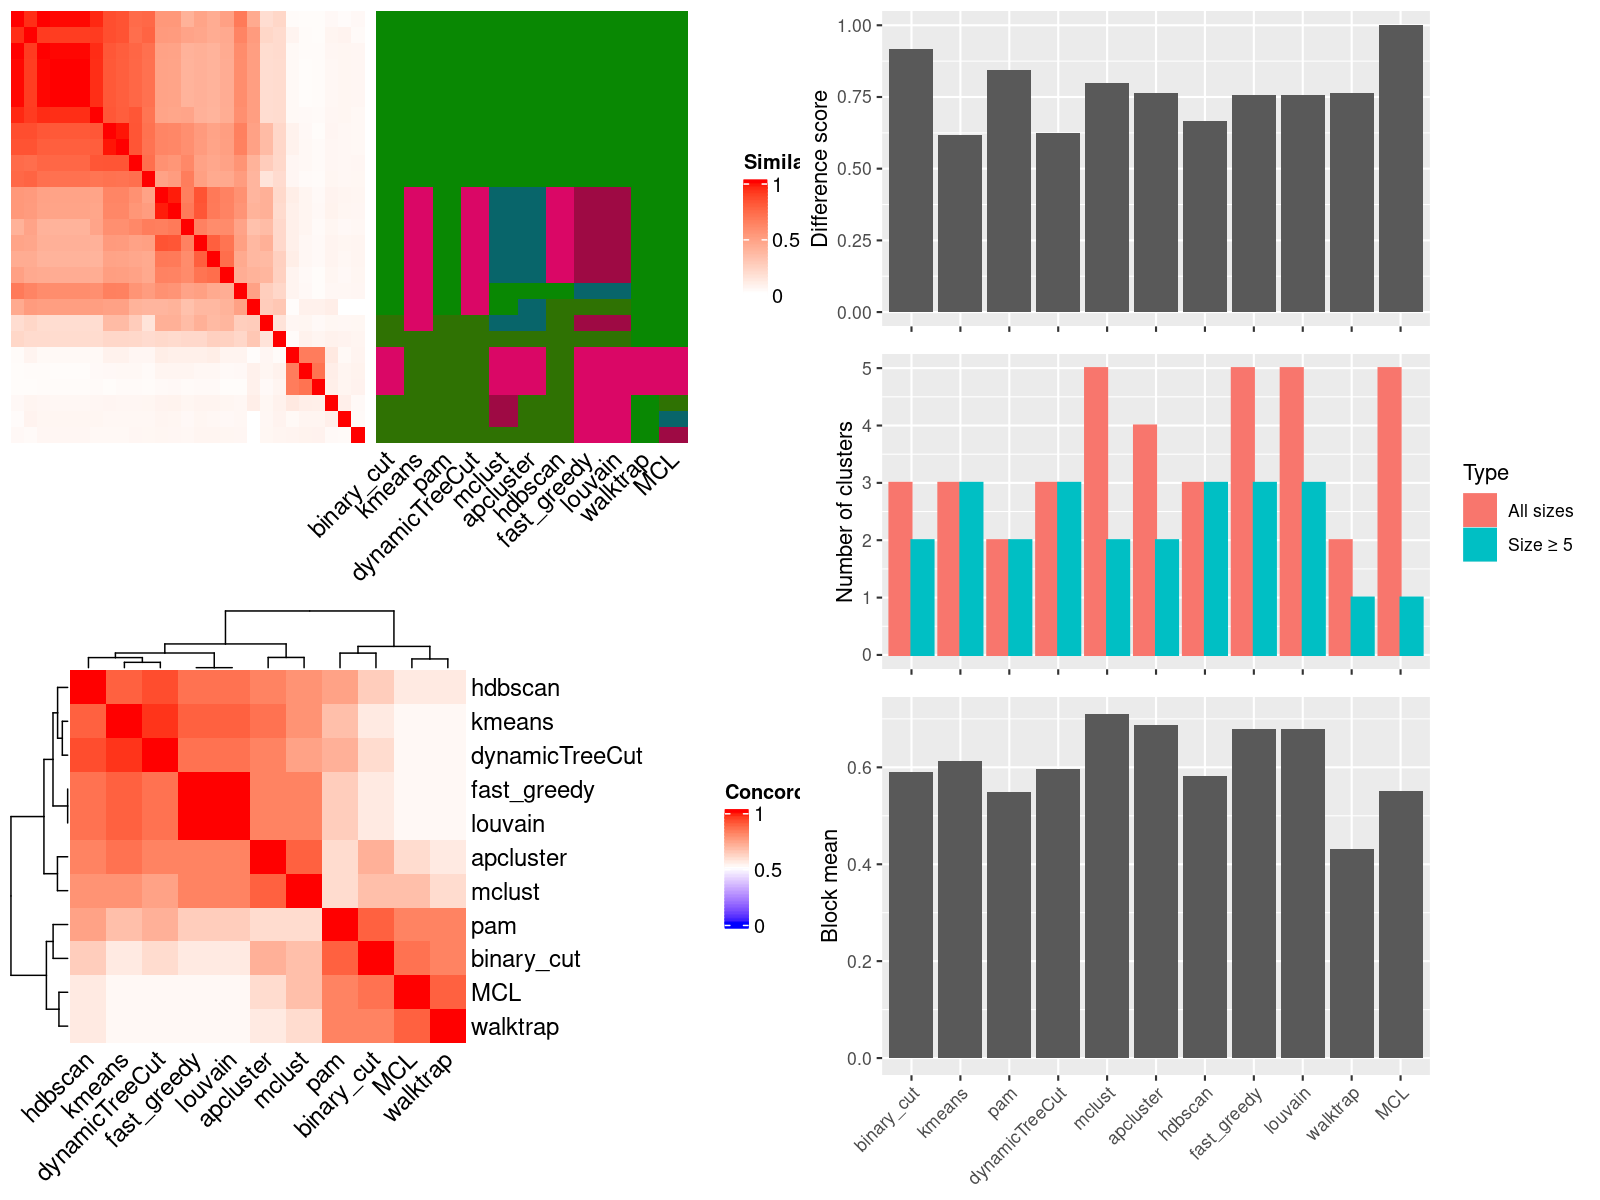 Simila
1
0.5
0
binary_cut
kmeans
pam
dynamicTreeCut
mclust
apcluster
hdbscan
fast_greedy
louvain
walktrap
MCL
Difference score
1.00
0.75
0.50
0.25
0.00
Number of clusters
5
4
3
2
1
0
Type
All sizes
Size ≥ 5
hdbscan
kmeans
dynamicTreeCut
fast_greedy
louvain
apcluster
mclust
pam
binary_cut
MCL
walktrap
hdbscan
kmeans
dynamicTreeCut
fast_greedy
louvain
apcluster
mclust
pam
binary_cut
MCL
walktrap
Concord
1
0.5
0
Block mean
0.6
0.4
0.2
0.0
binary_cut
kmeans
pam
dynamicTreeCut
mclust
apcluster
hdbscan
fast_greedy
louvain
walktrap
MCL